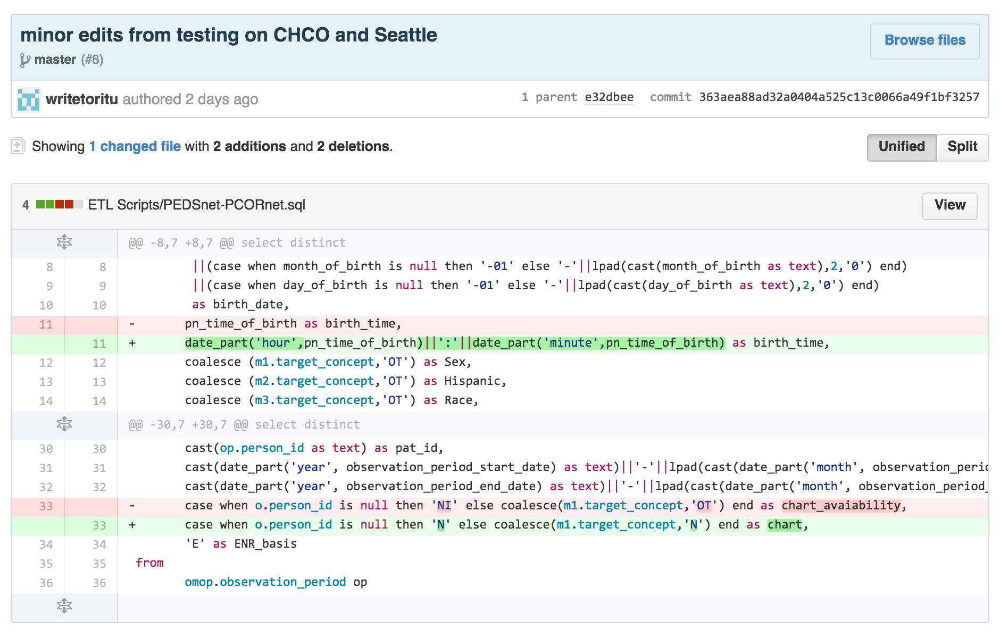 minor edits from testing on CHCO and Seattle
Browse files
master (#8)
writetoritu authored 2 days ago
1 parent e32dbee commit 363aea88ad32a0404a525c13c0066a49f1bf3257
Showing 1 changed file with 2 additions and 2 deletions.
Unified Split
4 ETL Scripts/PEDSnet-PCORnet.sql
View
@@ -8,7 +8,7 @@ select distinct
8 8 ||(case when month_of_birth is null then '-01' else '-'||lpad(cast(month_of_birth as text),2,'0') end)
9 9 ||(case when day_of_birth is null then '-01' else '-'||lpad(cast(day_of_birth as text),2,'0') end)
10 10 as birth_date,
11 - pn_time_of_birth as birth_time,
11 + date_part('hour',pn_time_of_birth)||':'||date_part('minute',pn_time_of_birth) as birth_time,
12 12 coalesce (m1.target_concept,'OT') as Sex,
13 13 coalesce (m2.target_concept,'OT') as Hispanic,
14 14 coalesce (m3.target_concept,'OT') as Race,
@@ -30,7 +30,7 @@ select distinct
30 30 cast(op.person_id as text) as pat_id,
31 31 cast(date_part('year', observation_period_start_date) as text)||'-'||lpad(cast(date_part('month', observation_peri
32 32 cast(date_part('year', observation_period_end_date) as text)||'-'||lpad(cast(date_part('month', observation_period_
33 - case when o.person_id is null then 'NI' else coalesce(m1.target_concept,'OT') end as chart_avaiability,
33 + case when o.person_id is null then 'N' else coalesce(m1.target_concept,'N') end as chart,
34 34 'E' as ENR_basis
35 35 from
36 36 omop.observation_period op